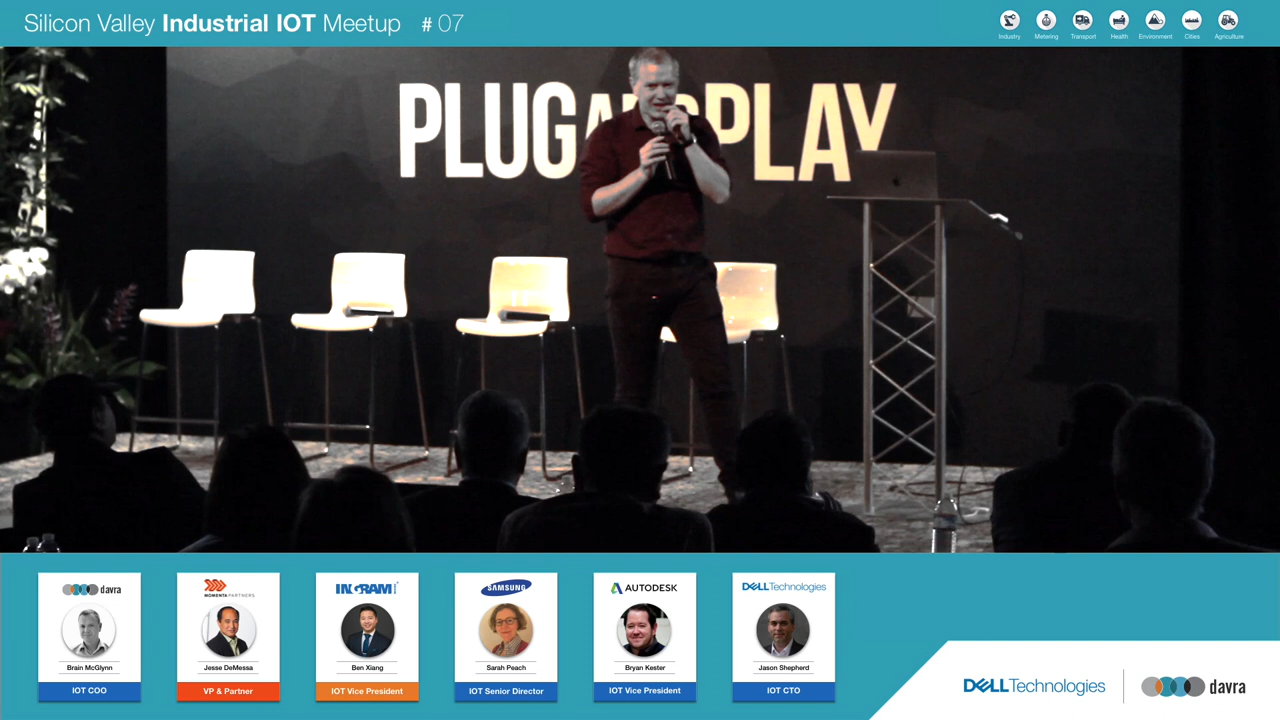 Silicon Valley Industrial IOT Meetup # 07
Industry Metering Transport Health Environment Cities Agriculture
PLUG AND PLAY
davra
MOMENTA PARTNERS
INGRAM
SAMSUNG
AUTODESK
DELL Technologies
Brain McGlynn
Jesse DeMessa
Ben Xiang
Sarah Peach
Bryan Kester
Jason Shepherd
IOT COO
VP & Partner
IOT Vice President
IOT Senior Director
IOT Vice President
IOT CTO
DELL Technologies
davra